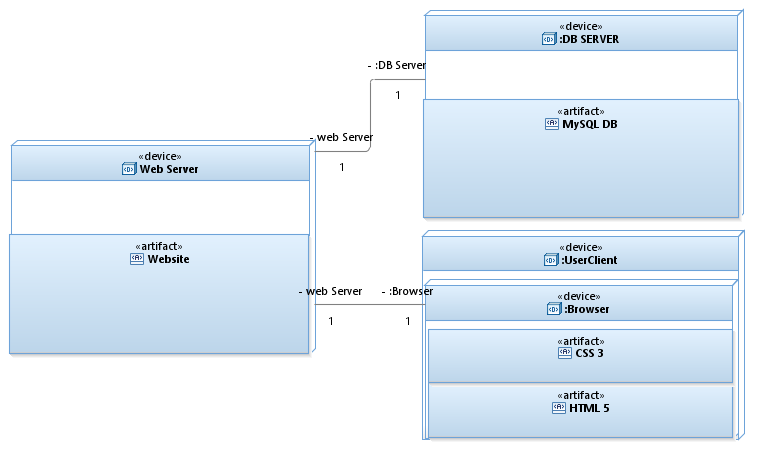 «device»
:DB SERVER
- :DB Server
1
«artifact»
MySQL DB
- web Server
1
«device»
Web Server
«artifact»
Website
«device»
:UserClient
- web Server
- :Browser
1
1
«device»
:Browser
«artifact»
CSS 3
«artifact»
HTML 5